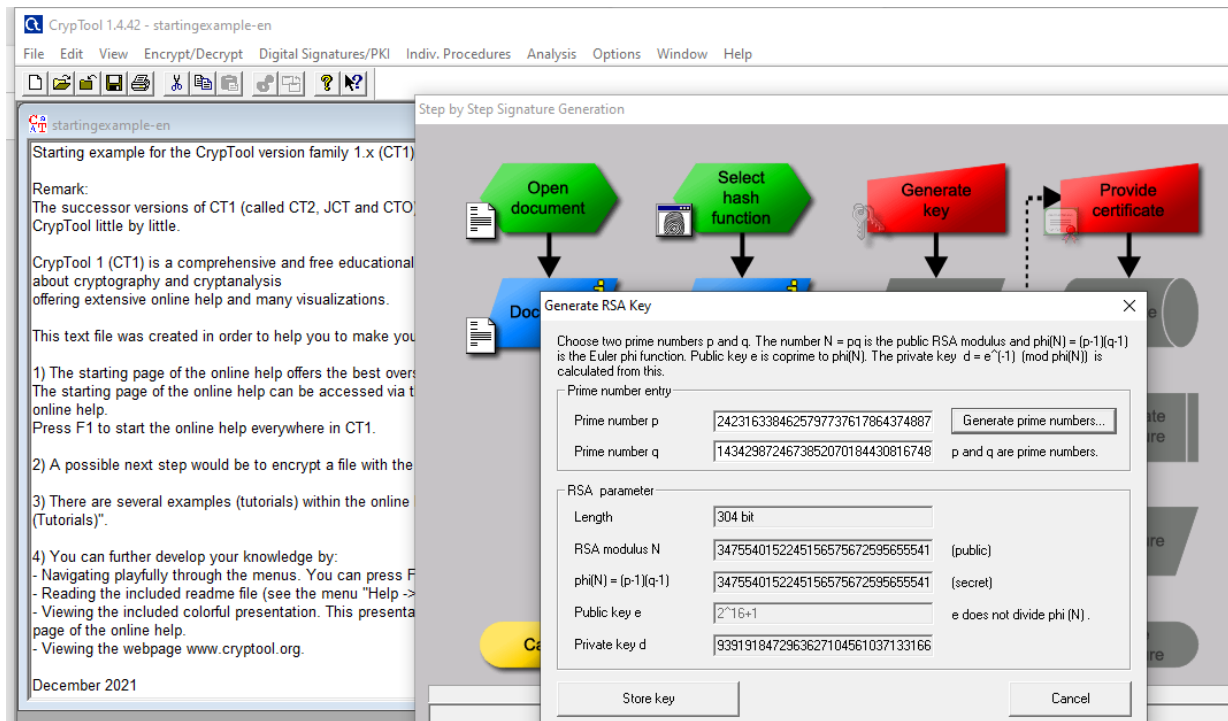 CrypTool 1.4.42 - startingexample-en
File Edit View Encrypt/Decrypt Digital Signatures/PKI Indiv. Procedures Analysis Options Window Help
startingexample-en
Starting example for the CrypTool version family 1.x (CT1)
Remark:
The successor versions of CT1 (called CT2, JCT and CTO)
CrypTool little by little.
CrypTool 1 (CT1) is a comprehensive and free educational
about cryptography and cryptanalysis
offering extensive online help and many visualizations.
This text file was created in order to help you to make you
1) The starting page of the online help offers the best overs
The starting page of the online help can be accessed via t
online help.
Press F1 to start the online help everywhere in CT1.
2) A possible next step would be to encrypt a file with the
3) There are several examples (tutorials) within the online
(Tutorials)".
4) You can further develop your knowledge by:
- Navigating playfully through the menus. You can press F
- Reading the included readme file (see the menu "Help ->
- Viewing the included colorful presentation. This presenta
page of the online help.
- Viewing the webpage www.cryptool.org.
December 2021
Step by Step Signature Generation
Open
document
Select
hash
function
Generate
key
Provide
certificate
Doc
Generate RSA Key
Choose two prime numbers p and q. The number N = pq is the public RSA modulus and phi(N) = (p-1)(q-1)
is the Euler phi function. Public key e is coprime to phi(N). The private key d = e^(-1) (mod phi(N)) is
calculated from this.
Prime number entry
Prime number p 24231633846257977376178643748​87 Generate prime numbers...
Prime number q 14342987246738520701844308167​48 p and q are prime numbers.
RSA parameter
Length 304 bit
RSA modulus N 34755401522451565756725956555​41 (public)
phi(N) = (p-1)(q-1) 34755401522451565756725956555​41 (secret)
Public key e 2^16+1 e does not divide phi (N) .
Private key d 93919184729636271045610371331​66
Store key Cancel
Ca